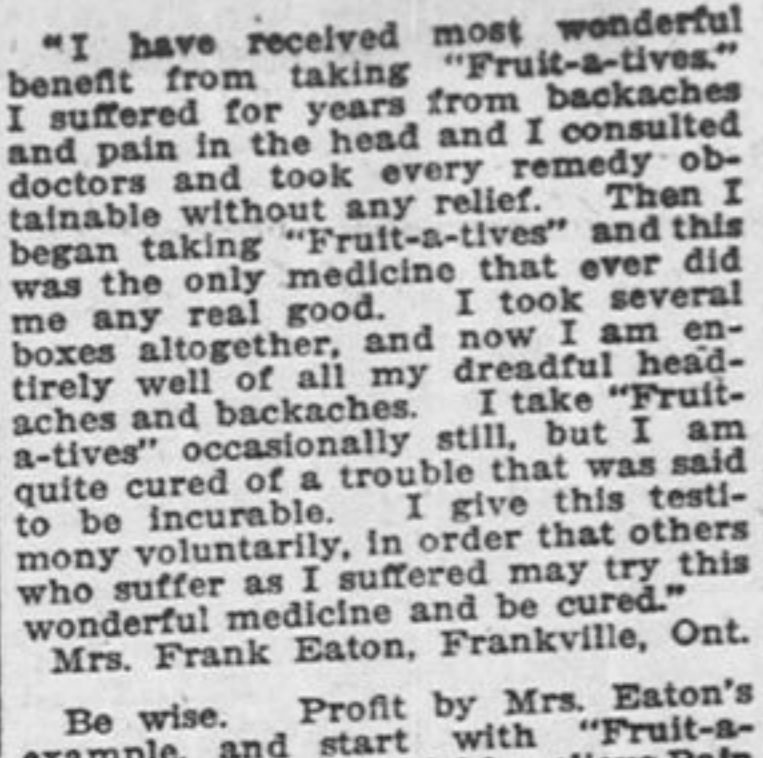 "I have received most wonderful
benefit from taking "Fruit-a-tives."
I suffered for years from backaches
and pain in the head and I consulted
doctors and took every remedy ob-
tainable without any relief. Then I
began taking "Fruit-a-tives" and this
was the only medicine that ever did
me any real good. I took several
boxes altogether, and now I am en-
tirely well of all my dreadful head-
aches and backaches. I take "Fruit-
a-tives" occasionally still, but I am
quite cured of a trouble that was said
to be incurable. I give this testi-
mony voluntarily, in order that others
who suffer as I suffered may try this
wonderful medicine and be cured."
Mrs. Frank Eaton, Frankville, Ont.
Be wise. Profit by Mrs. Eaton's
example, and start with "Fruit-a-